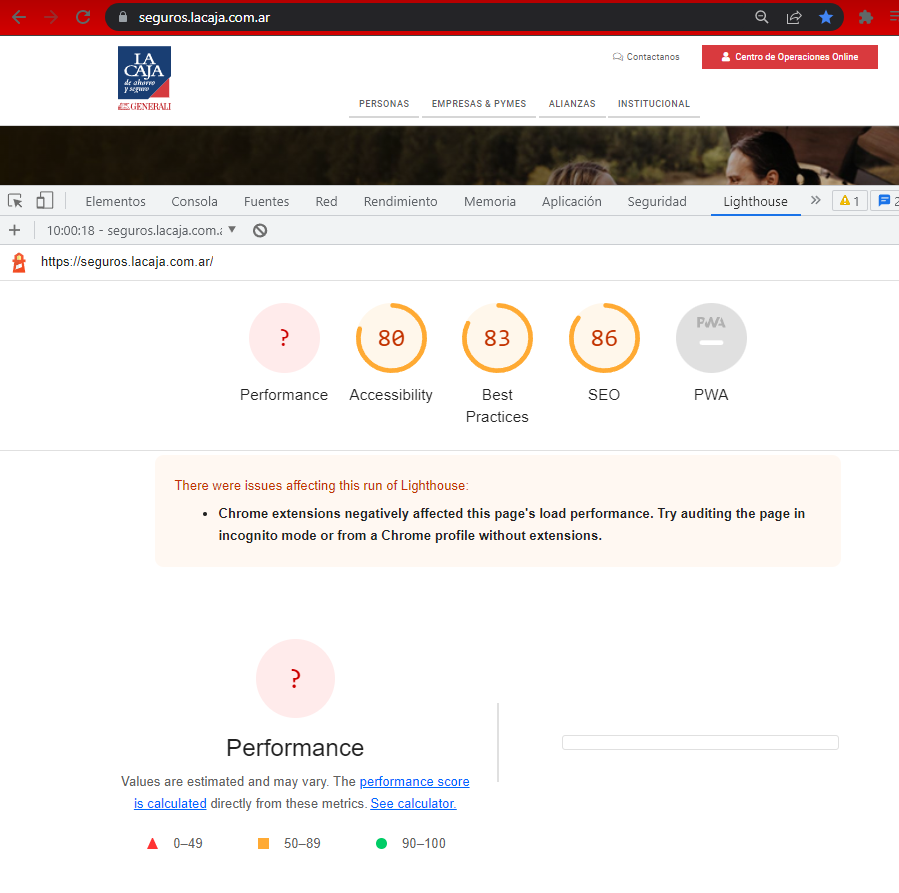 seguros.lacaja.com.ar
LA
CAJA
de ahorro
y seguro
GENERALI
Contactanos
Centro de Operaciones Online
PERSONAS EMPRESAS & PYMES ALIANZAS INSTITUCIONAL
Elementos Consola Fuentes Red Rendimiento Memoria Aplicación Seguridad Lighthouse » 1 2
+ 10:00:18 - seguros.lacaja.com.a
https://seguros.lacaja.com.ar/
? 80 83 86 PWA
Performance Accessibility Best Practices SEO PWA
There were issues affecting this run of Lighthouse:
• Chrome extensions negatively affected this page's load performance. Try auditing the page in
incognito mode or from a Chrome profile without extensions.
?
Performance
Values are estimated and may vary. The performance score
is calculated directly from these metrics. See calculator.
0–49 50–89 90–100